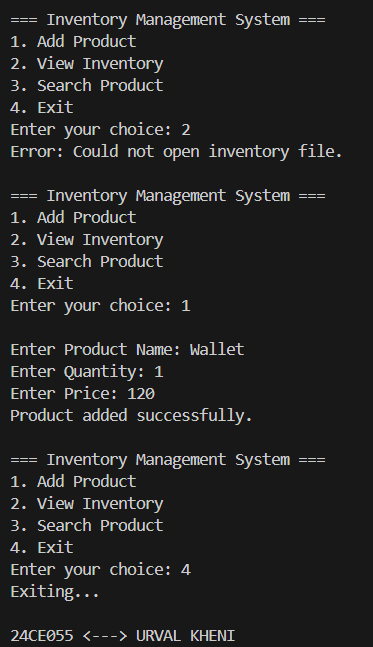 === Inventory Management System ===
1. Add Product
2. View Inventory
3. Search Product
4. Exit
Enter your choice: 2
Error: Could not open inventory file.
=== Inventory Management System ===
1. Add Product
2. View Inventory
3. Search Product
4. Exit
Enter your choice: 1
Enter Product Name: Wallet
Enter Quantity: 1
Enter Price: 120
Product added successfully.
=== Inventory Management System ===
1. Add Product
2. View Inventory
3. Search Product
4. Exit
Enter your choice: 4
Exiting...
24CE055 <---> URVAL KHENI